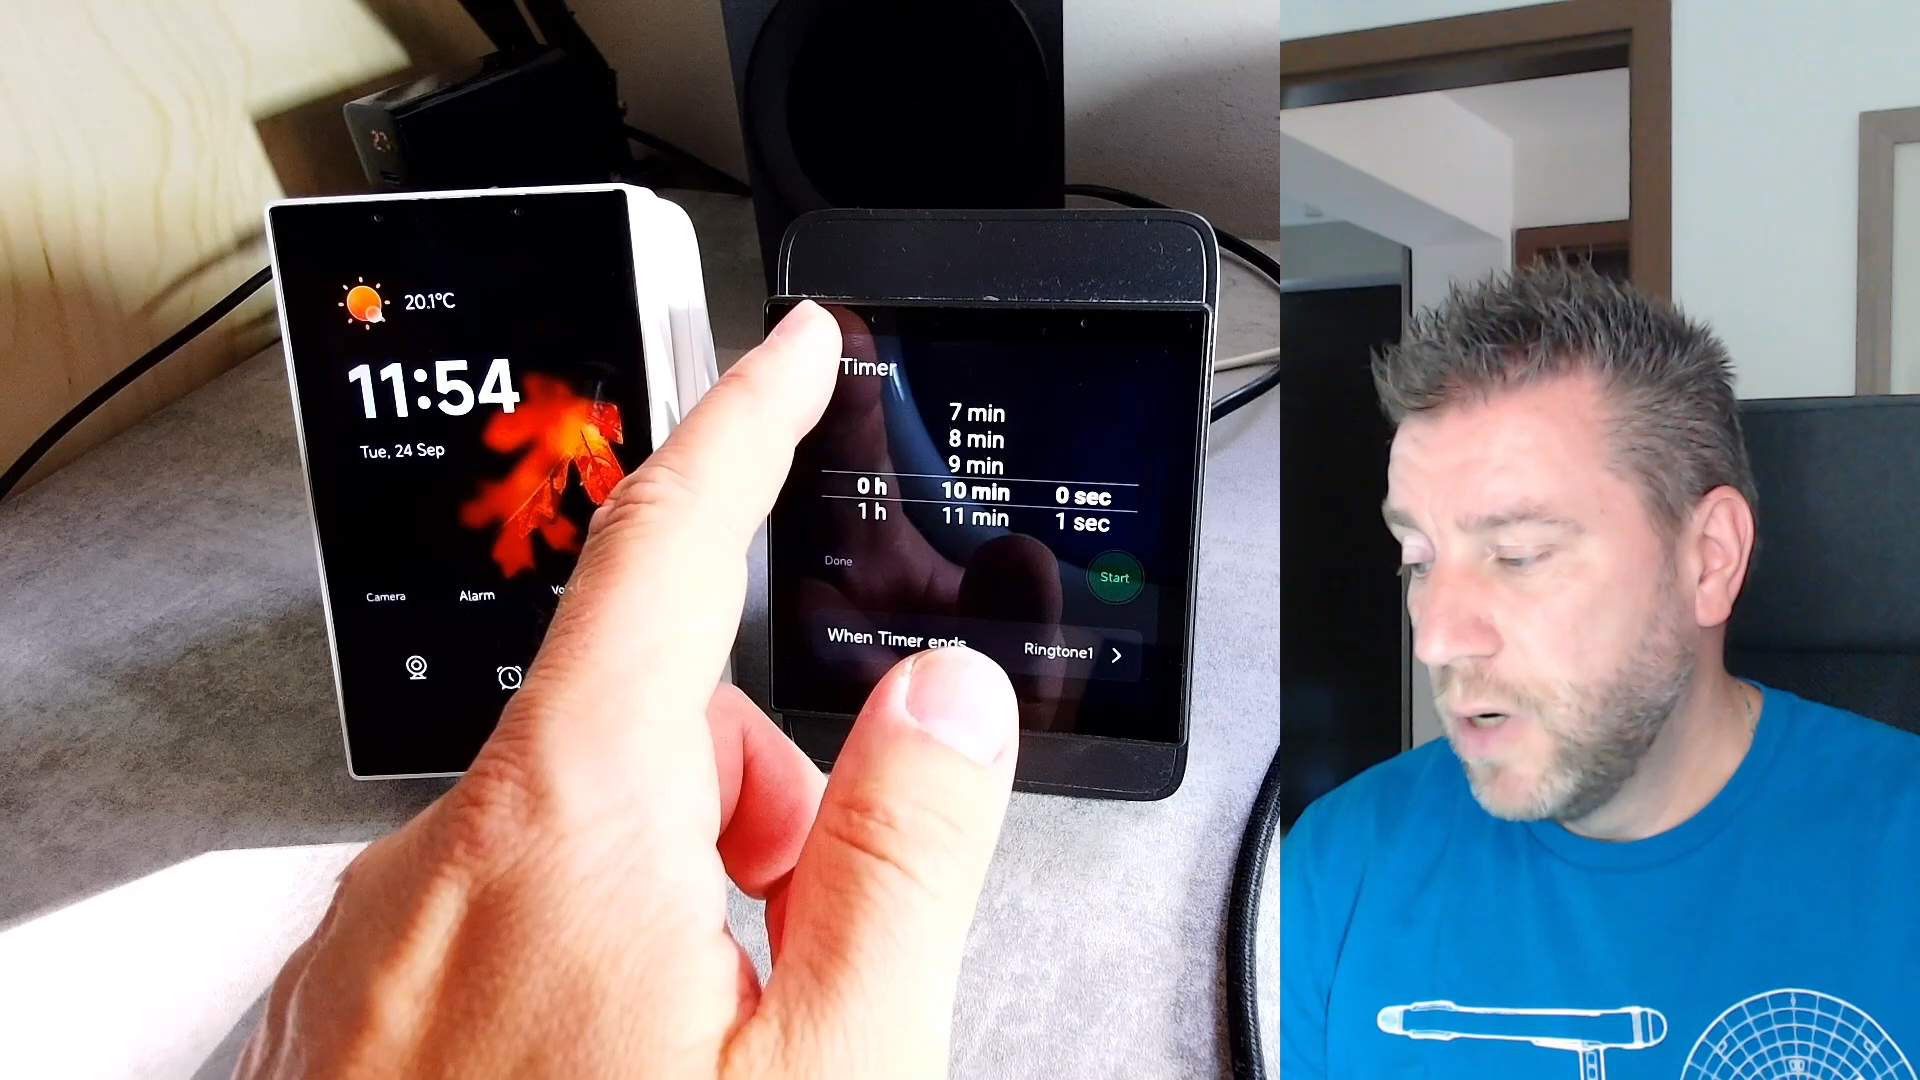 20.1°C
11:54
Tue, 24 Sep
Camera
Alarm
Timer
7 min
8 min
9 min
0 h 10 min 0 sec
1 h 11 min 1 sec
Done
Start
When Timer ends
Ringtone1